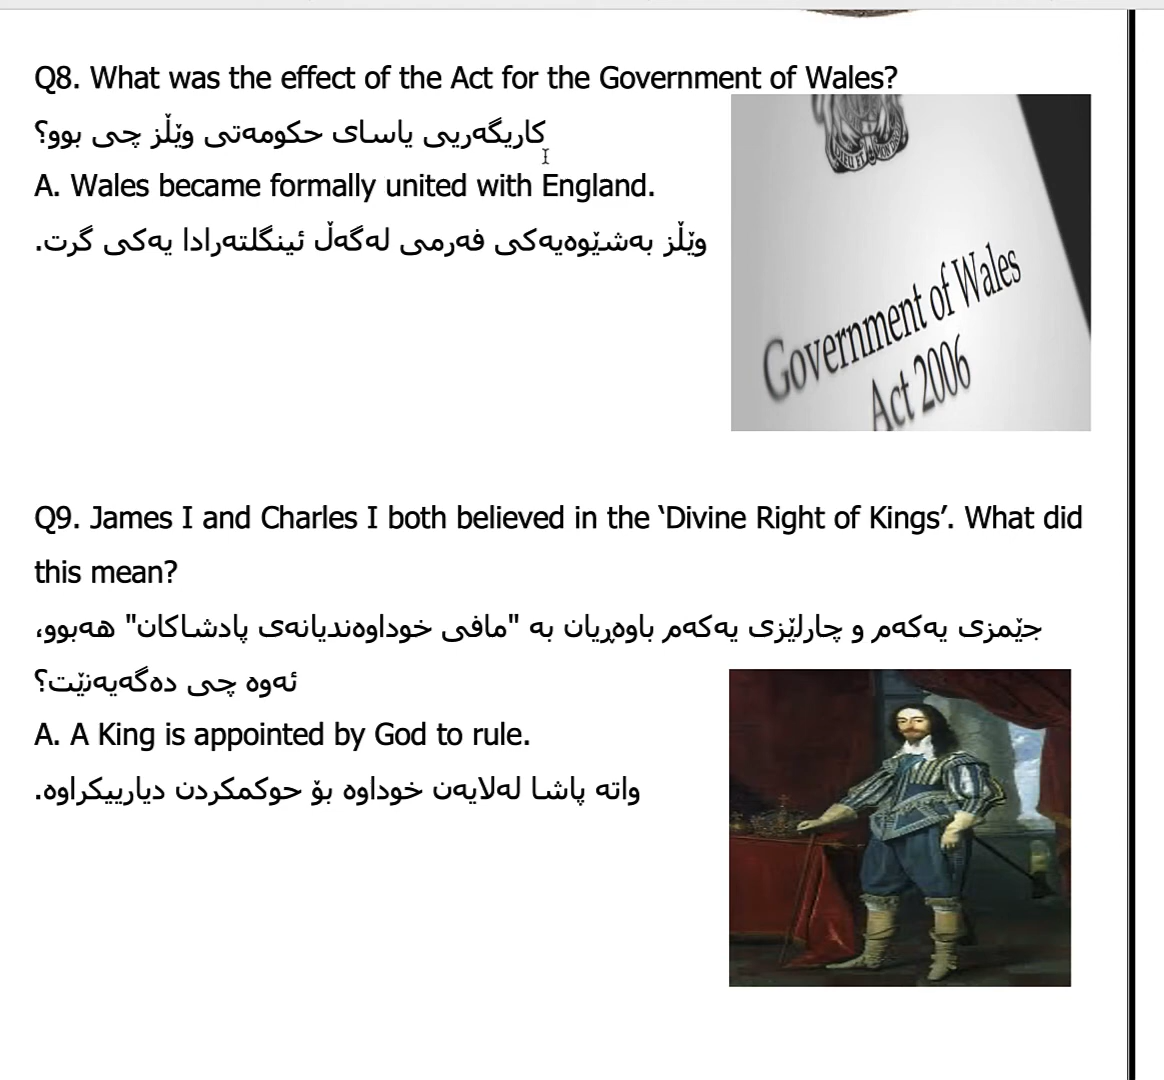 Q8. What was the effect of the Act for the Government of Wales?
کاریگەریی یاسای حکومەتی وێڵز چی بوو؟
A. Wales became formally united with England.
وێڵز بەشێوەیەکی فەرمی لەگەڵ ئینگلتەرادا یەکی گرت.
DIEU ET MON DROIT
Government of Wales
Act 2006
Q9. James I and Charles I both believed in the ‘Divine Right of Kings’. What did
this mean?
جێمزی یەکەم و چارلێزی یەکەم باوەڕیان بە "مافی خوداوەندیانەی پادشاکان" هەبوو،
ئەوە چی دەگەیەنێت؟
A. A King is appointed by God to rule.
واتە پاشا لەلایەن خوداوە بۆ حوکمکردن دیارییکراوە.